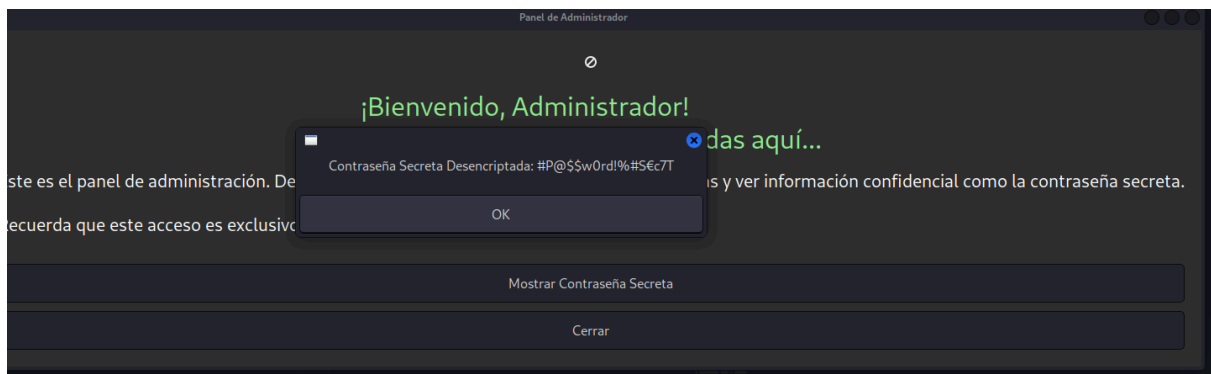 Panel de Administrador
¡Bienvenido, Administrador!
das aquí...
Contraseña Secreta Desencriptada: #P@$$w0rd!%#S€c7T
ste es el panel de administración. De s y ver información confidencial como la contraseña secreta.
OK
ecuerda que este acceso es exclusivo
Mostrar Contraseña Secreta
Cerrar